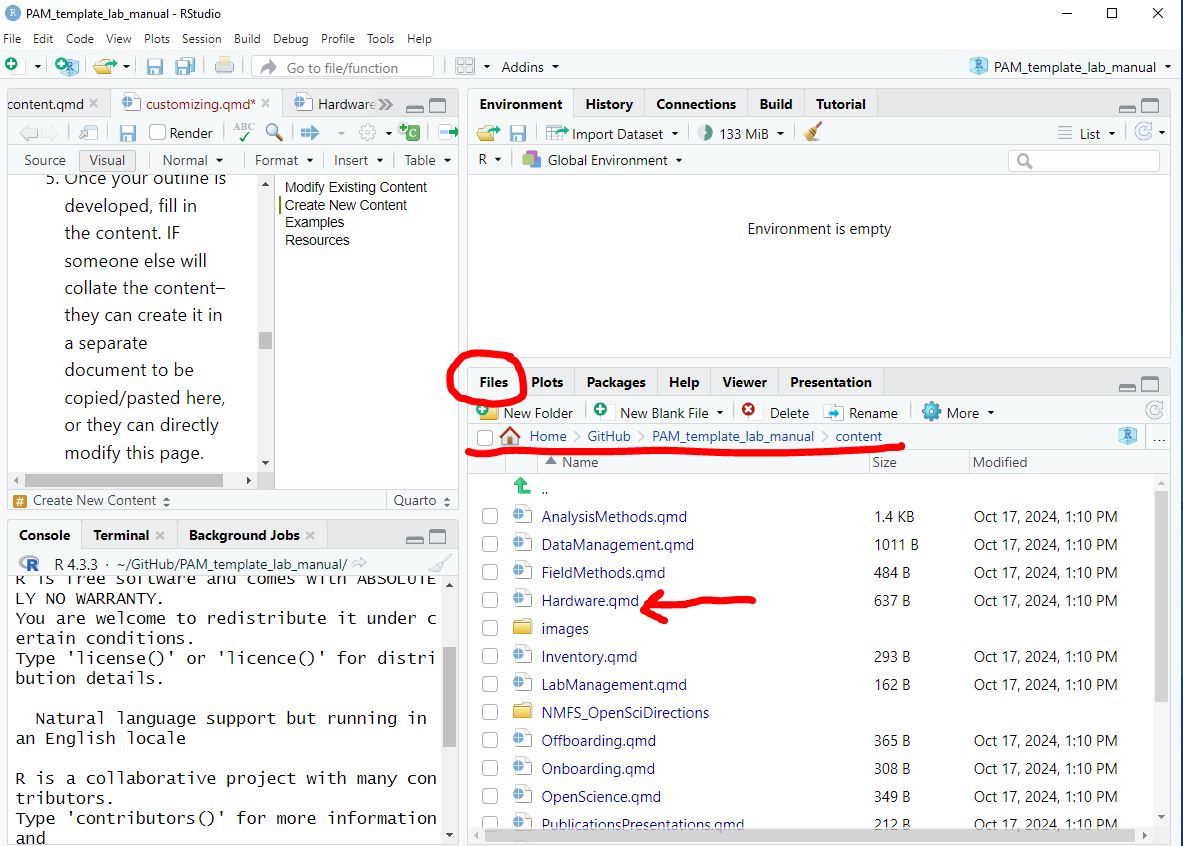 PAM_template_lab_manual - RStudio
File Edit Code View Plots Session Build Debug Profile Tools Help
Go to file/function Addins PAM_template_lab_manual
content.qmd customizing.qmd* Hardware
Render ABC
Source Visual Normal Format Insert Table
5. Once your outline is
developed, fill in
the content. IF
someone else will
collate the content–
they can create it in
a separate
document to be
copied/pasted here,
or they can directly
modify this page.
Modify Existing Content
Create New Content
Examples
Resources
# Create New Content Quarto
Console Terminal Background Jobs
R R 4.3.3 · ~/GitHub/PAM_template_lab_manual/
R is free software and comes with ABSOLUTE
LY NO WARRANTY.
You are welcome to redistribute it under c
ertain conditions.
Type 'license()' or 'licence()' for distri
bution details.
Natural language support but running in
an English locale
R is a collaborative project with many con
tributors.
Type 'contributors()' for more information
and
Environment History Connections Build Tutorial
Import Dataset 133 MiB List
R Global Environment
Environment is empty
Files Plots Packages Help Viewer Presentation
New Folder New Blank File Delete Rename More
Home GitHub PAM_template_lab_manual content ...
Name Size Modified
..
AnalysisMethods.qmd 1.4 KB Oct 17, 2024, 1:10 PM
DataManagement.qmd 1011 B Oct 17, 2024, 1:10 PM
FieldMethods.qmd 484 B Oct 17, 2024, 1:10 PM
Hardware.qmd 637 B Oct 17, 2024, 1:10 PM
images
Inventory.qmd 293 B Oct 17, 2024, 1:10 PM
LabManagement.qmd 162 B Oct 17, 2024, 1:10 PM
NMFS_OpenSciDirections
Offboarding.qmd 365 B Oct 17, 2024, 1:10 PM
Onboarding.qmd 308 B Oct 17, 2024, 1:10 PM
OpenScience.qmd 349 B Oct 17, 2024, 1:10 PM
PublicationsPresentations.qmd 212 B Oct 17, 2024, 1:10 PM